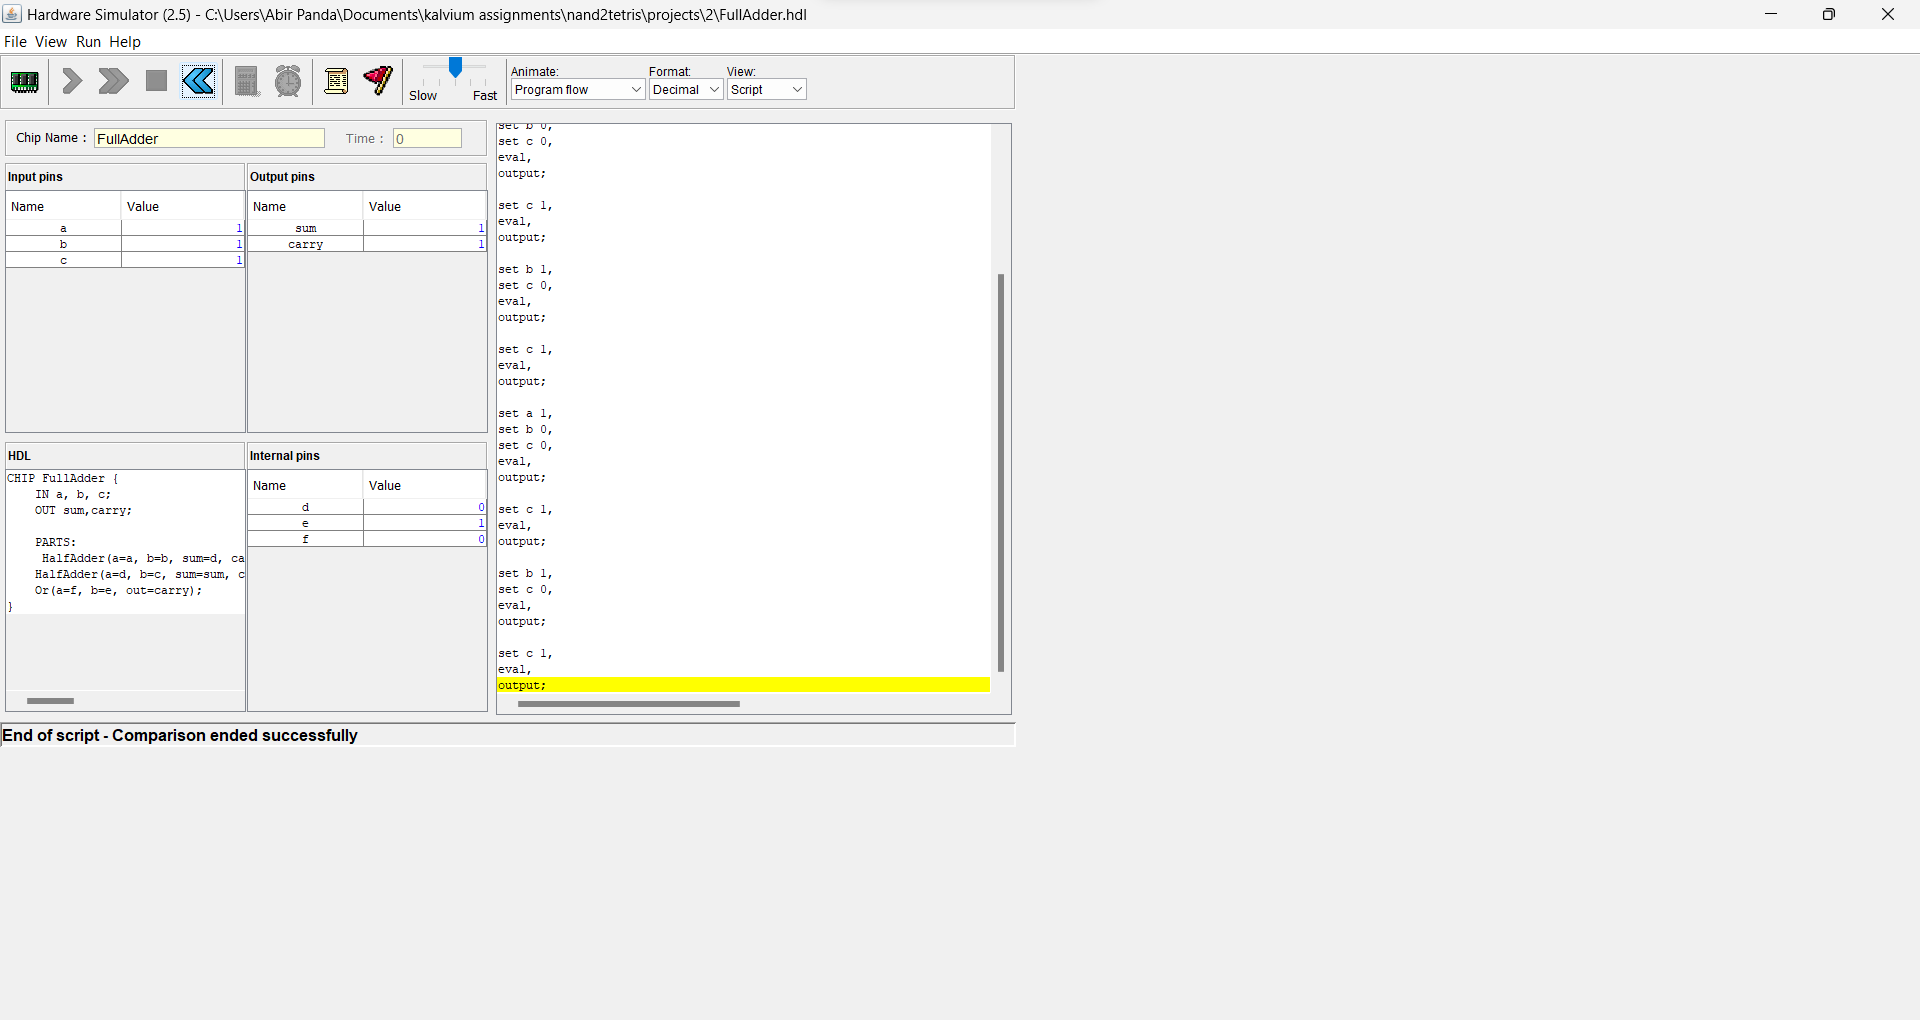 Hardware Simulator (2.5) - C:\Users\Abir Panda\Documents\kalvium assignments\nand2tetris\projects\2\FullAdder.hdl
File View Run Help
Slow Fast
Animate:
Program flow
Format:
Decimal
View:
Script
Chip Name : FullAdder
Time : 0
Input pins
Name Value
a 1
b 1
c 1
Output pins
Name Value
sum 1
carry 1
HDL
CHIP FullAdder {
IN a, b, c;
OUT sum,carry;
PARTS:
HalfAdder(a=a, b=b, sum=d, ca
HalfAdder(a=d, b=c, sum=sum, c
Or(a=f, b=e, out=carry);
}
Internal pins
Name Value
d 0
e 1
f 0
set b 0,
set c 0,
eval,
output;
set c 1,
eval,
output;
set b 1,
set c 0,
eval,
output;
set c 1,
eval,
output;
set a 1,
set b 0,
set c 0,
eval,
output;
set c 1,
eval,
output;
set b 1,
set c 0,
eval,
output;
set c 1,
eval,
output;
End of script - Comparison ended successfully